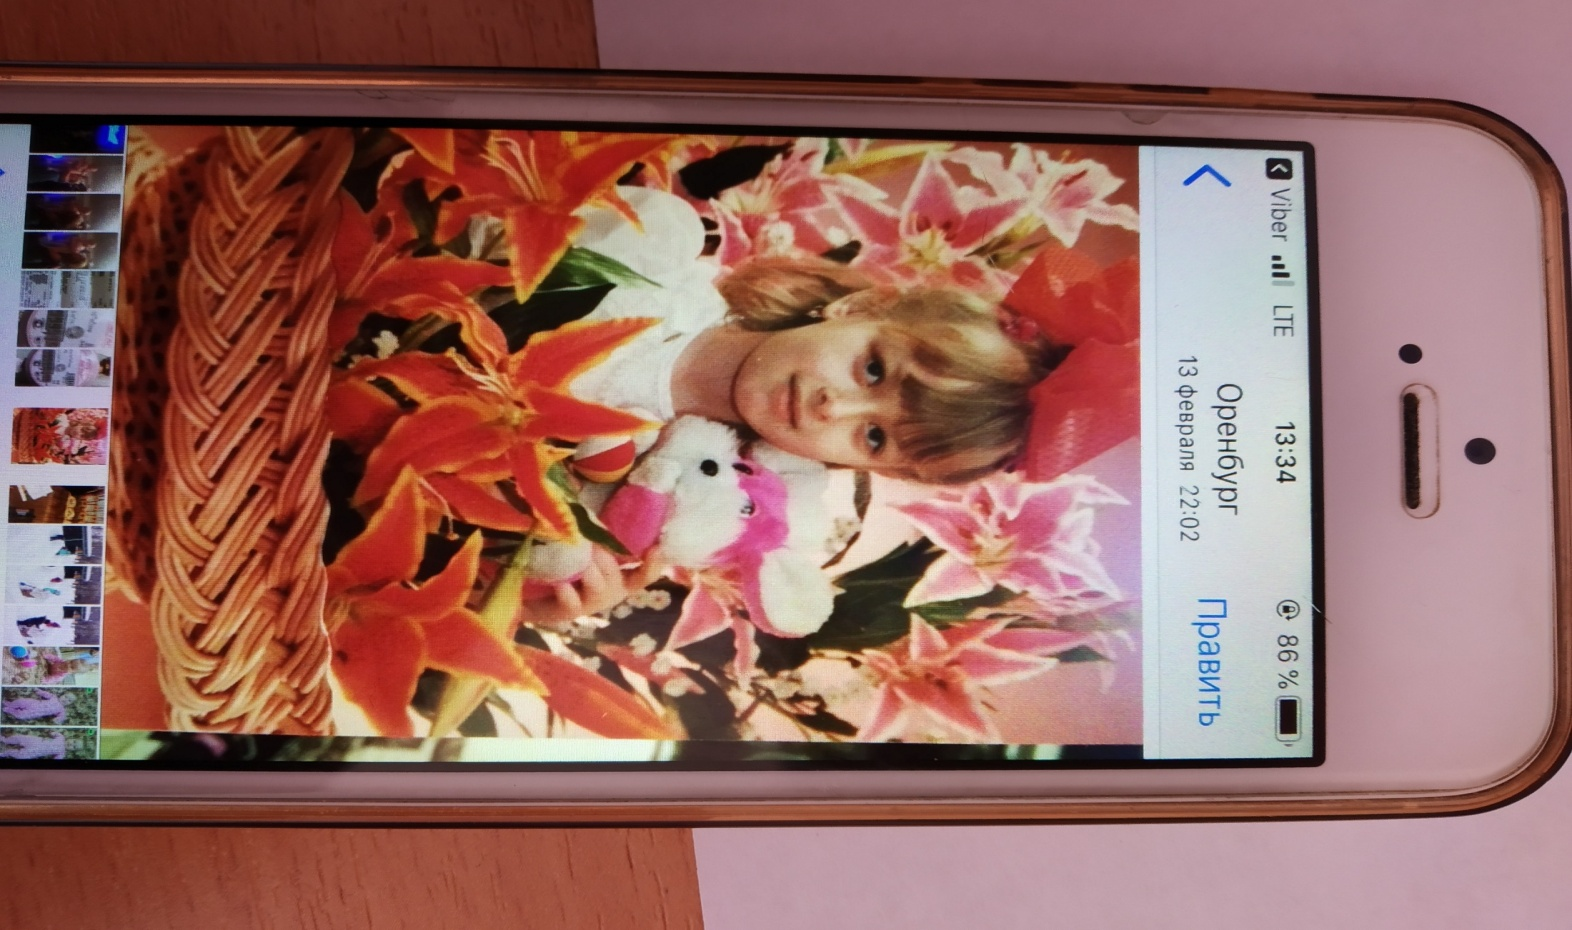 Viber LTE 13:34 86 %
Оренбург
13 февраля 22:02
Править